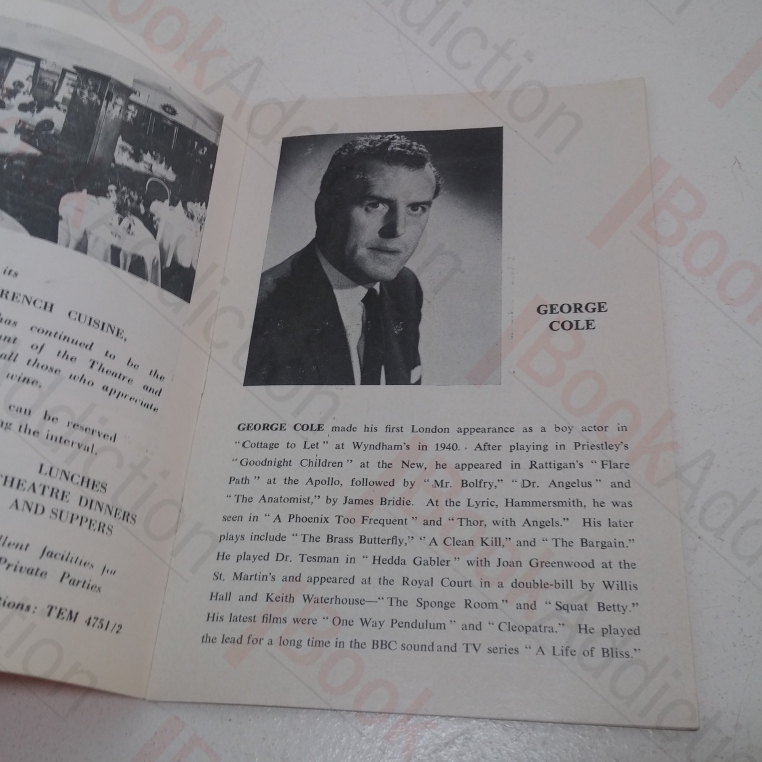 its
RENCH CUISINE,
has continued to be the
ant of the Theatre and
all those who appreciate
wine.
can be reserved
ng the interval.
LUNCHES
THEATRE DINNERS
AND SUPPERS
llent facilities for
Private Parties
tions: TEM 4751/2
GEORGE
COLE
GEORGE COLE made his first London appearance as a boy actor in
"Cottage to Let" at Wyndham's in 1940. After playing in Priestley's
"Goodnight Children" at the New, he appeared in Rattigan's "Flare
Path" at the Apollo, followed by "Mr. Bolfry," "Dr. Angelus" and
"The Anatomist," by James Bridie. At the Lyric, Hammersmith, he was
seen in "A Phoenix Too Frequent" and "Thor, with Angels." His later
plays include "The Brass Butterfly," "A Clean Kill," and "The Bargain."
He played Dr. Tesman in "Hedda Gabler" with Joan Greenwood at the
St. Martin's and appeared at the Royal Court in a double-bill by Willis
Hall and Keith Waterhouse—"The Sponge Room" and "Squat Betty."
His latest films were "One Way Pendulum" and "Cleopatra." He played
the lead for a long time in the BBC sound and TV series "A Life of Bliss."
BookAddiction